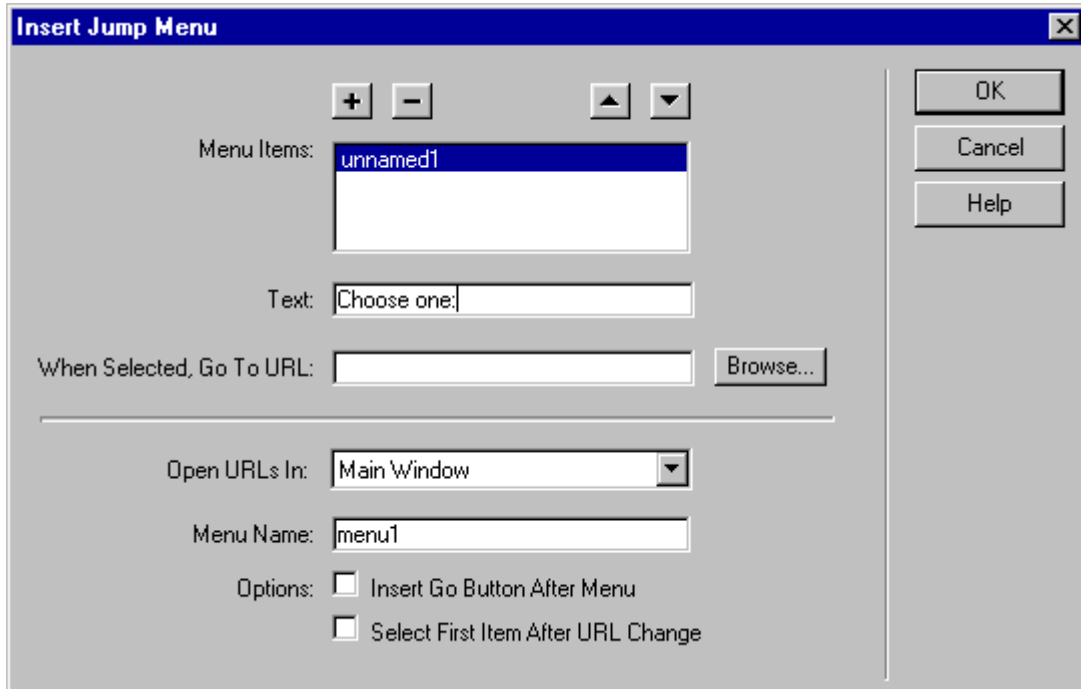 Insert Jump Menu
OK
Menu Items:
unnamed1
Cancel
Help
Text:
Choose one:
When Selected, Go To URL:
Browse...
Open URLs In:
Main Window
Menu Name:
menu1
Options:
Insert Go Button After Menu
Select First Item After URL Change